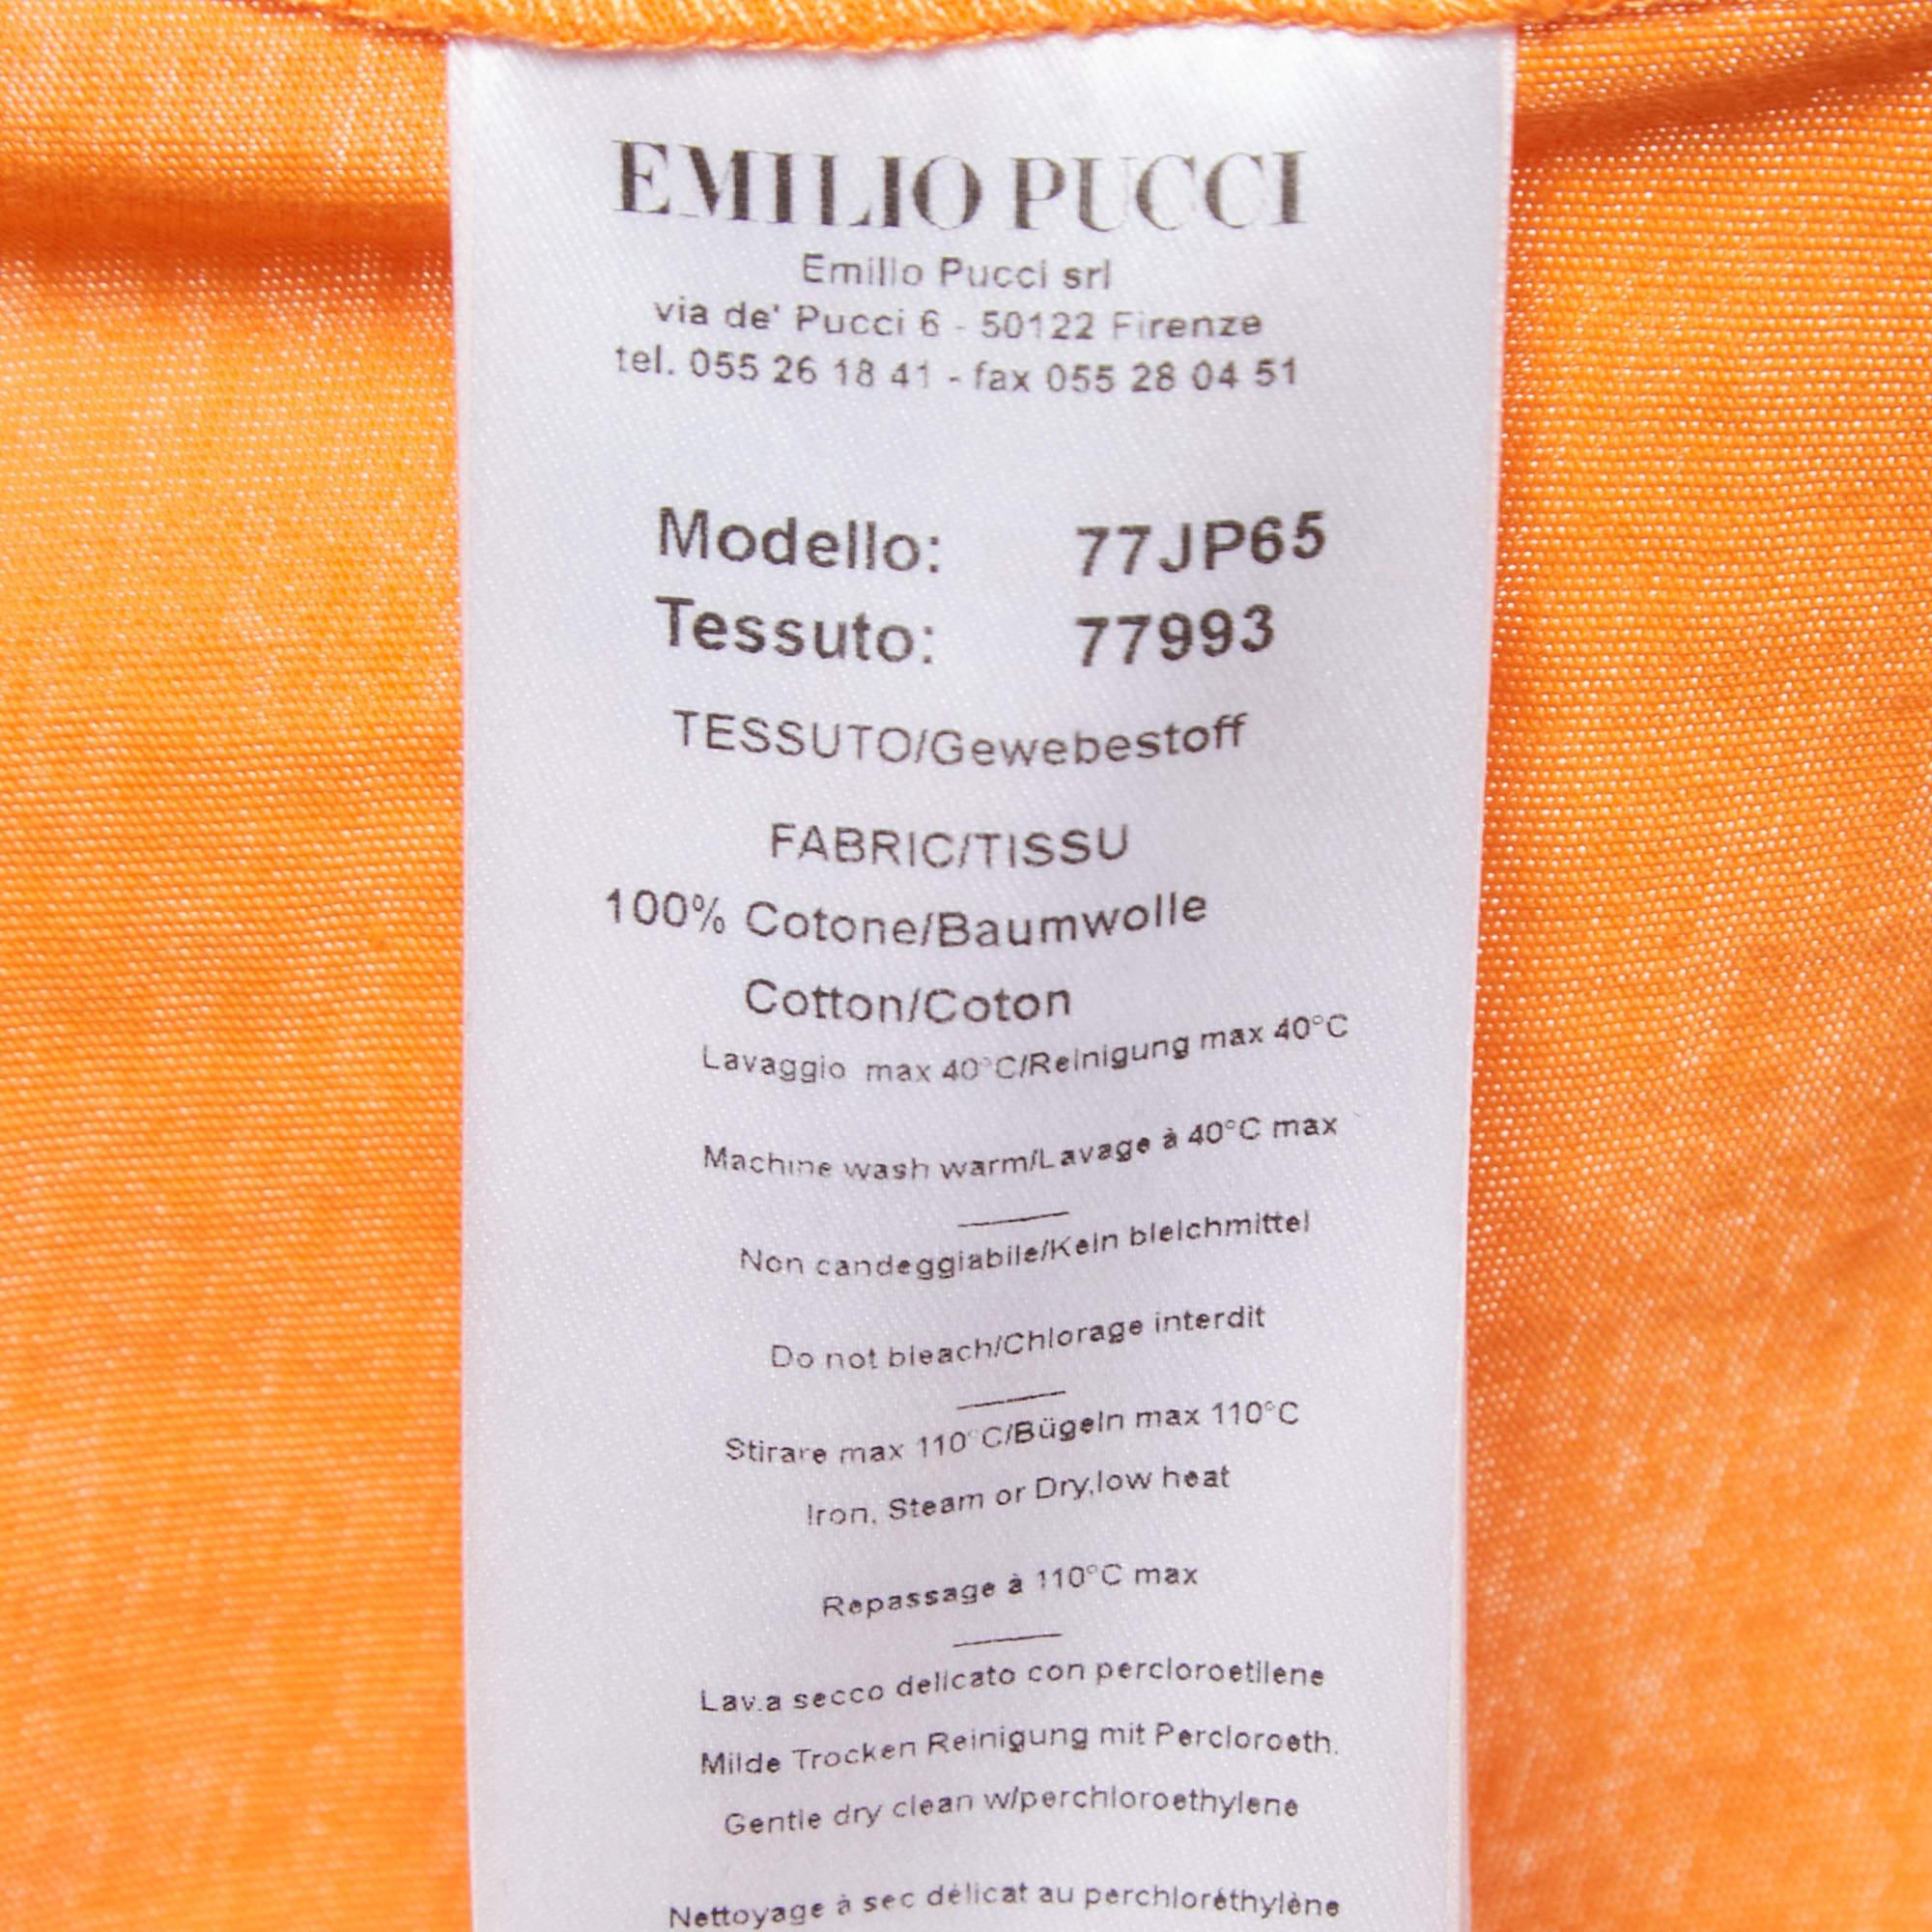 EMILIO PUCCI
Emilio Pucci srl
via de' Pucci 6 - 50122 Firenze
tel. 055 26 18 41 - fax 055 28 04 51
Modello: 77JP65
Tessuto: 77993
TESSUTO/Gewebestoff
FABRIC/TISSU
100% Cotone/Baumwolle
Cotton/Coton
Lavaggio max 40°C/Reinigung max 40°C
Machine wash warm/Lavage à 40°C max
Non candeggiabile/Kein bleichmittel
Do not bleach/Chlorage interdit
Stirare max 110°C/Bügeln max 110°C
Iron, Steam or Dry,low heat
Repassage à 110°C max
Lav.a secco delicato con percloroetilene
Milde Trocken Reinigung mit Percloroeth.
Gentle dry clean w/perchloroethylene
Nettoyage à sec délicat au perchloréthylène